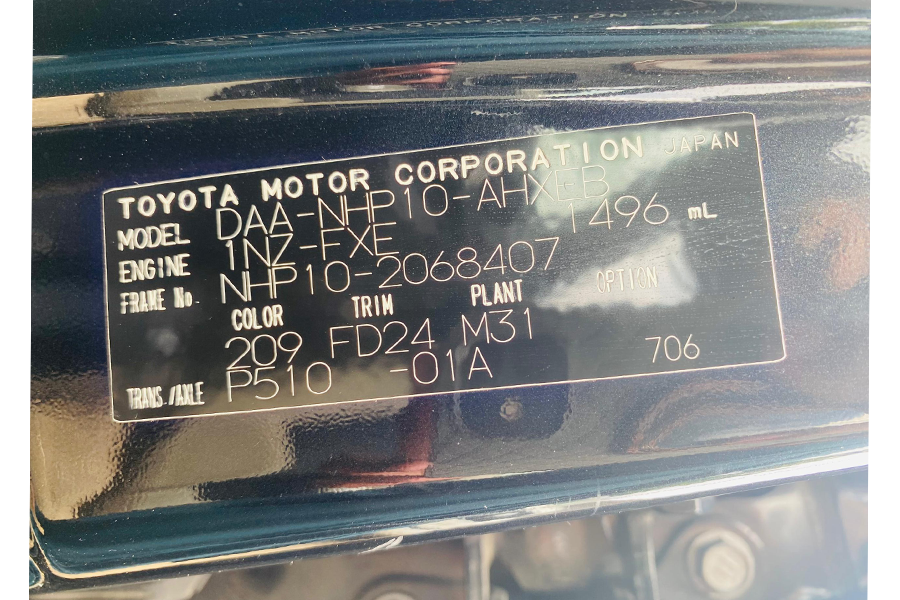 TOYOTA MOTOR CORPORATION JAPAN
MODEL DAA-NHP10-AHXEB
ENGINE 1NZ-FXE 1496 mL
FRAME No. NHP10-2068407
COLOR TRIM PLANT OPTION
209 FD24 M31
TRANS./AXLE P510 -01A 706